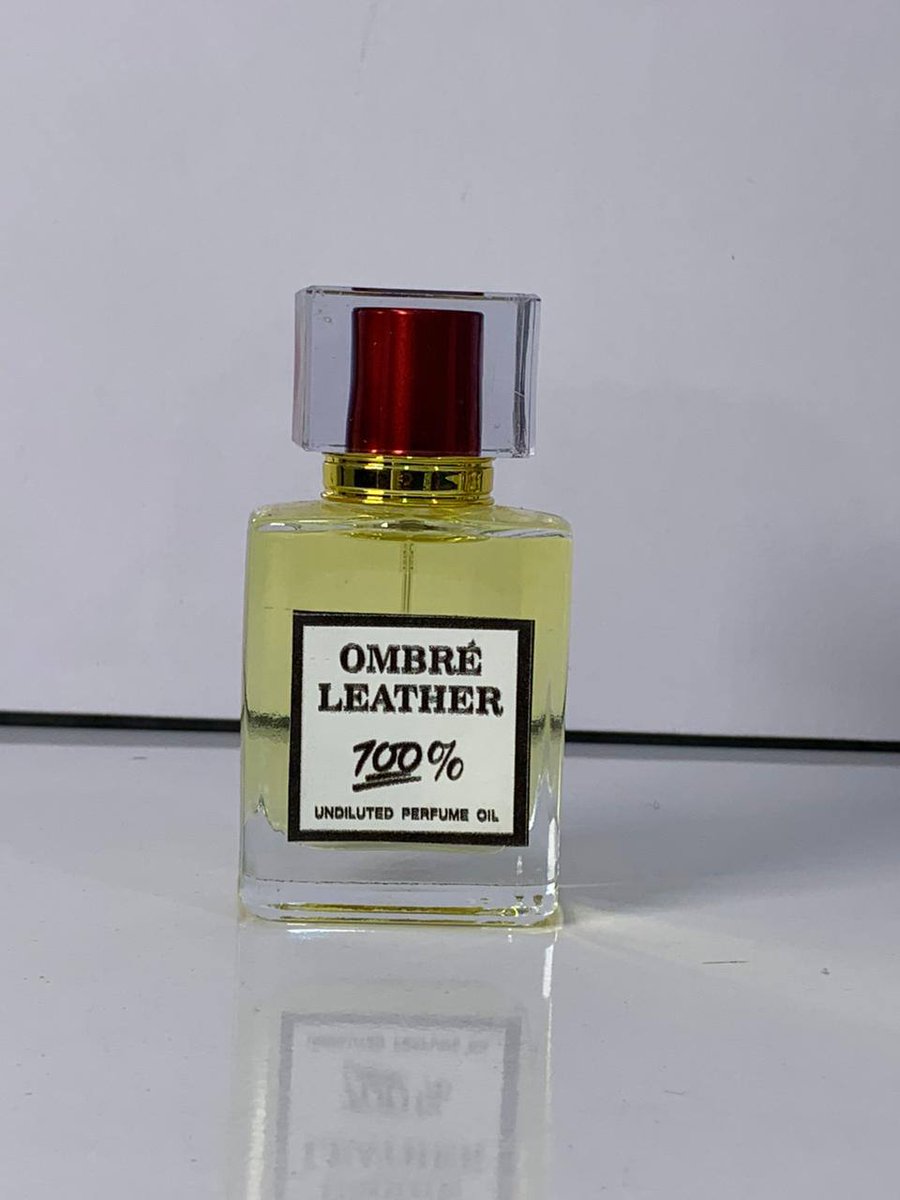 OMBRÉ
LEATHER
100%
UNDILUTED PERFUME OIL